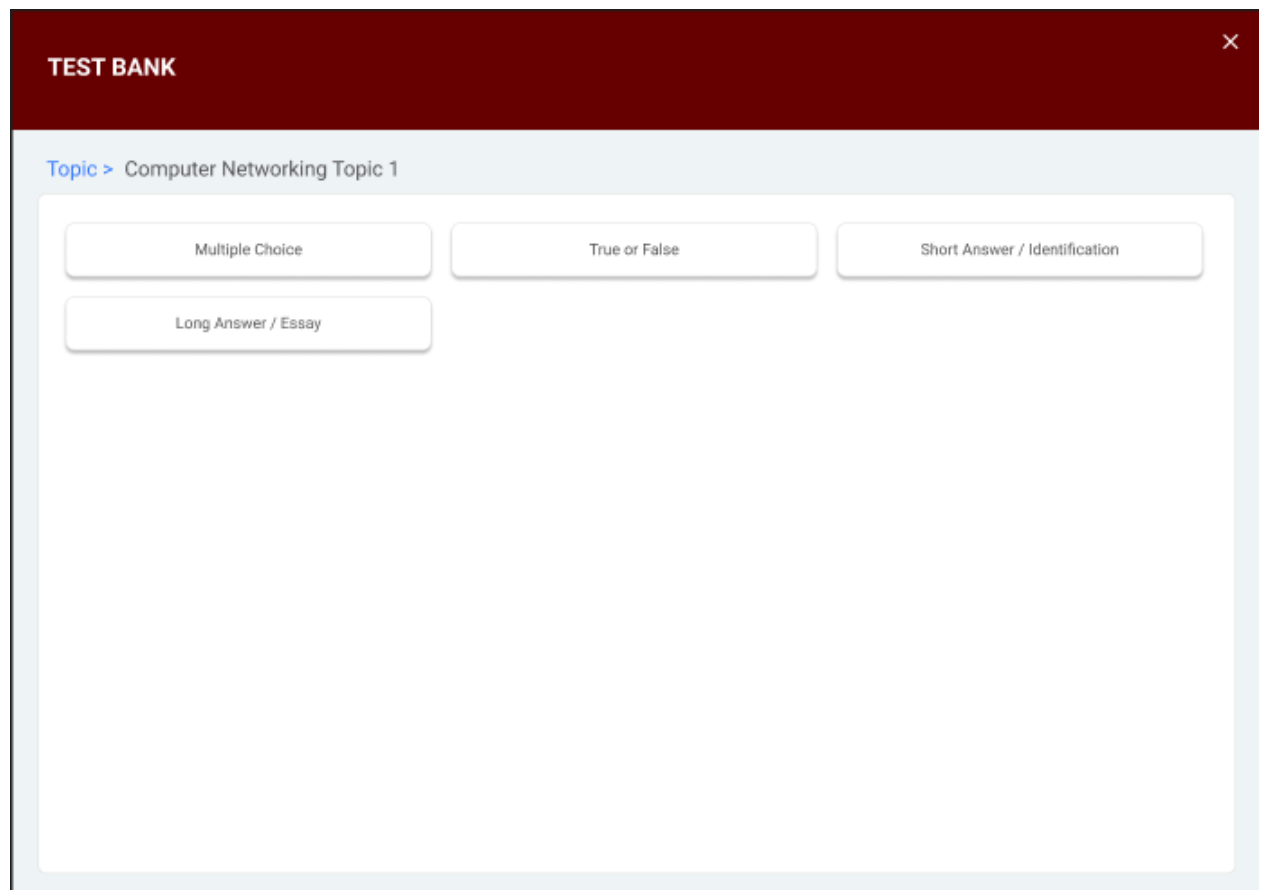 TEST BANK
Topic > Computer Networking Topic 1
Multiple Choice
True or False
Short Answer / Identification
Long Answer / Essay